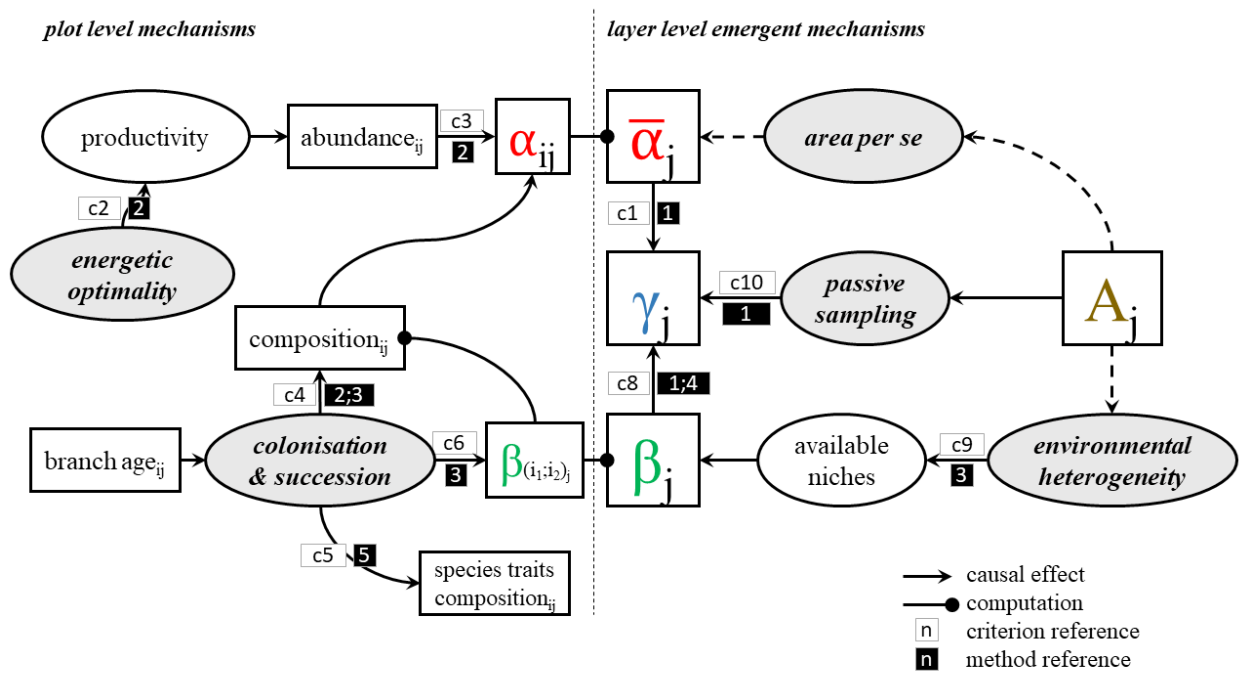 plot level mechanisms
layer level emergent mechanisms
productivity
abundanceij
c3
2
αij
α̅j
area per se
c2
2
c1
1
energetic
optimality
compositionij
γj
c10
1
passive
sampling
Aj
c4
2;3
c8
1;4
branch ageij
colonisation
& succession
c6
3
β(i1;i2)j
βj
available
niches
c9
3
environmental
heterogeneity
c5
5
species traits
compositionij
causal effect
computation
n
criterion reference
n
method reference